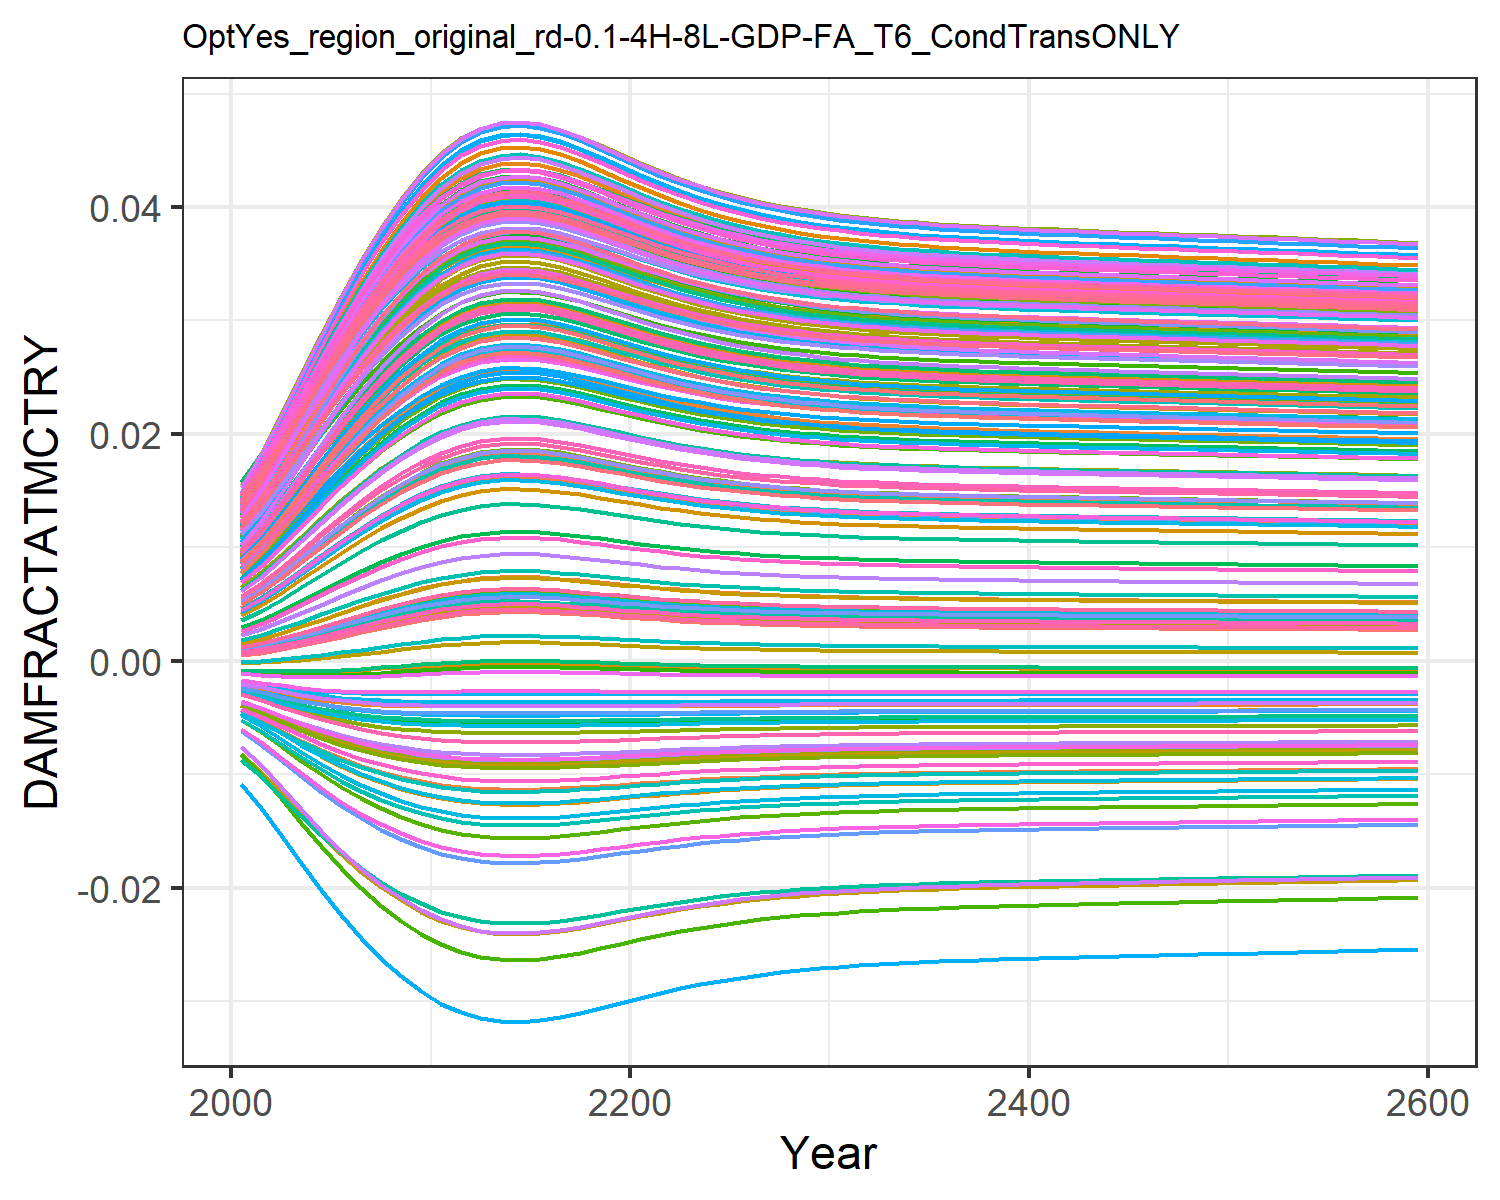 OptYes_region_original_rd-0.1-4H-8L-GDP-FA_T6_CondTransONLY
DAMFRACTATMCTRY
0.04
0.02
0.00
-0.02
2000 2200 2400 2600
Year